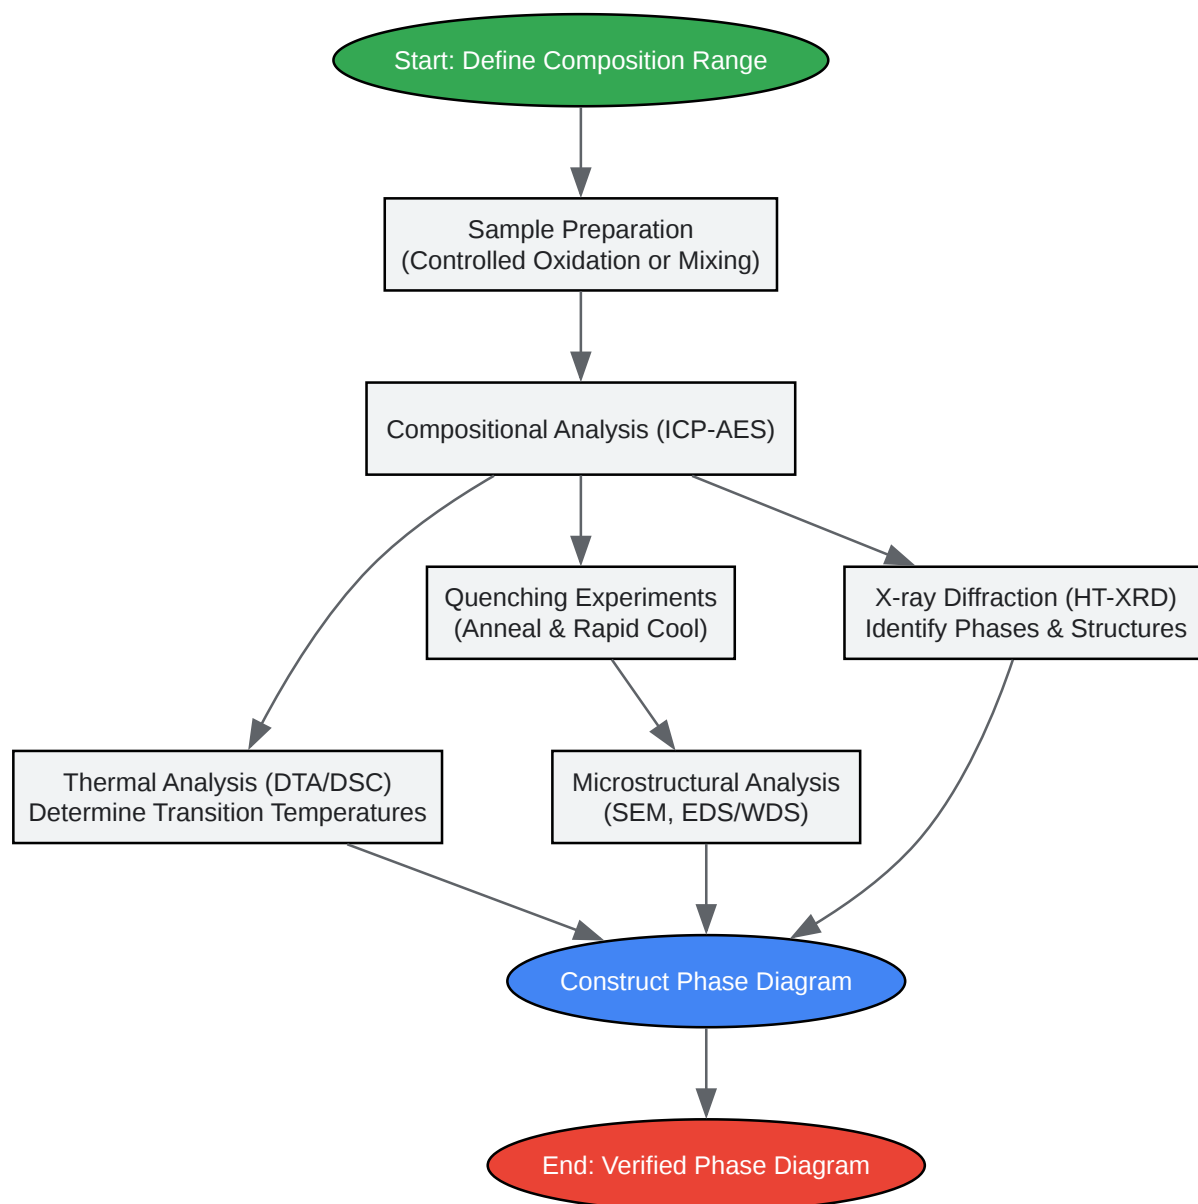 Start: Define Composition Range
Sample Preparation
(Controlled Oxidation or Mixing)
Compositional Analysis (ICP-AES)
Quenching Experiments
(Anneal & Rapid Cool)
X-ray Diffraction (HT-XRD)
Identify Phases & Structures
Thermal Analysis (DTA/DSC)
Determine Transition Temperatures
Microstructural Analysis
(SEM, EDS/WDS)
Construct Phase Diagram
End: Verified Phase Diagram